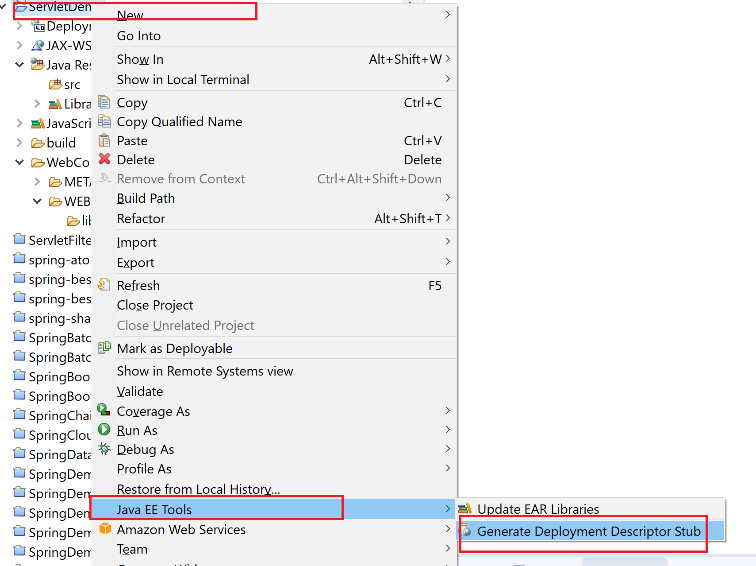 ServletDem
New
Deployn
Go Into
JAX-WS
Show In Alt+Shift+W
Java Res
Show in Local Terminal
src
Copy Ctrl+C
Libra
Copy Qualified Name
JavaScri
Paste Ctrl+V
build
Delete Delete
WebCo
Remove from Context Ctrl+Alt+Shift+Down
META
Build Path
WEB
Refactor Alt+Shift+T
lib
ServletFilte
Import
spring-ato
Export
spring-bes
Refresh F5
spring-bes
Close Project
spring-sha
Close Unrelated Project
SpringBatc
Mark as Deployable
SpringBatc
Show in Remote Systems view
SpringBoo
Validate
SpringBoo
Coverage As
SpringChai
Run As
SpringClou
Debug As
SpringData
Profile As
SpringDem
Restore from Local History...
SpringDem
Java EE Tools
Update EAR Libraries
SpringDem
Amazon Web Services
Generate Deployment Descriptor Stub
SpringDem
Team
SpringDem